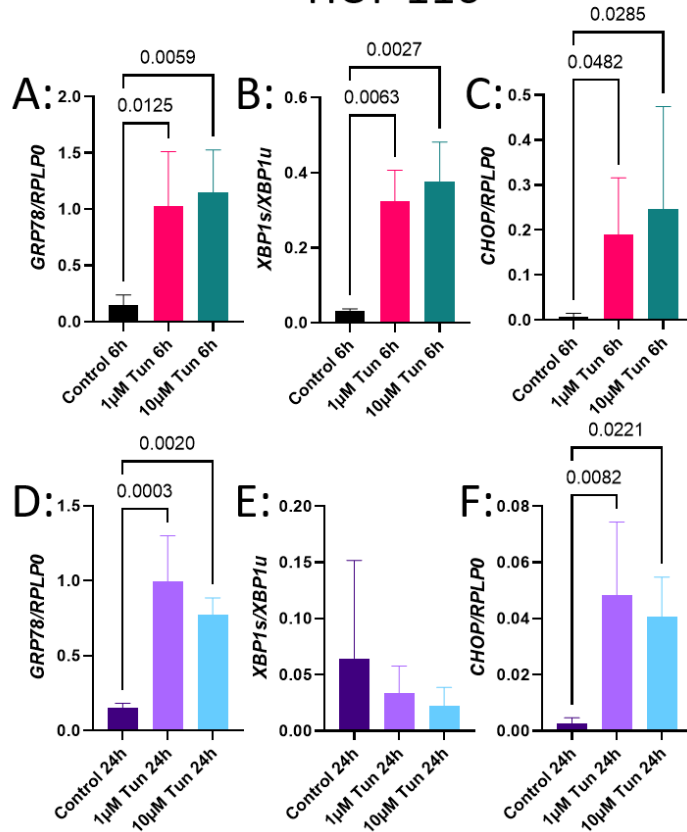 A:
0.0059
0.0125
GRP78/RPLP0
2.0
1.5
1.0
0.5
0.0
Control 6h
1µM Tun 6h
10µM Tun 6h
B:
0.0027
0.0063
XBP1s/XBP1u
0.6
0.4
0.2
0.0
Control 6h
1µM Tun 6h
10µM Tun 6h
C:
0.0285
0.0482
CHOP/RPLP0
0.5
0.4
0.3
0.2
0.1
0.0
Control 6h
1µM Tun 6h
10µM Tun 6h
D:
0.0020
0.0003
GRP78/RPLP0
1.5
1.0
0.5
0.0
Control 24h
1µM Tun 24h
10µM Tun 24h
E:
XBP1s/XBP1u
0.20
0.15
0.10
0.05
0.00
Control 24h
1µM Tun 24h
10µM Tun 24h
F:
0.0221
0.0082
CHOP/RPLP0
0.08
0.06
0.04
0.02
0.00
Control 24h
1µM Tun 24h
10µM Tun 24h